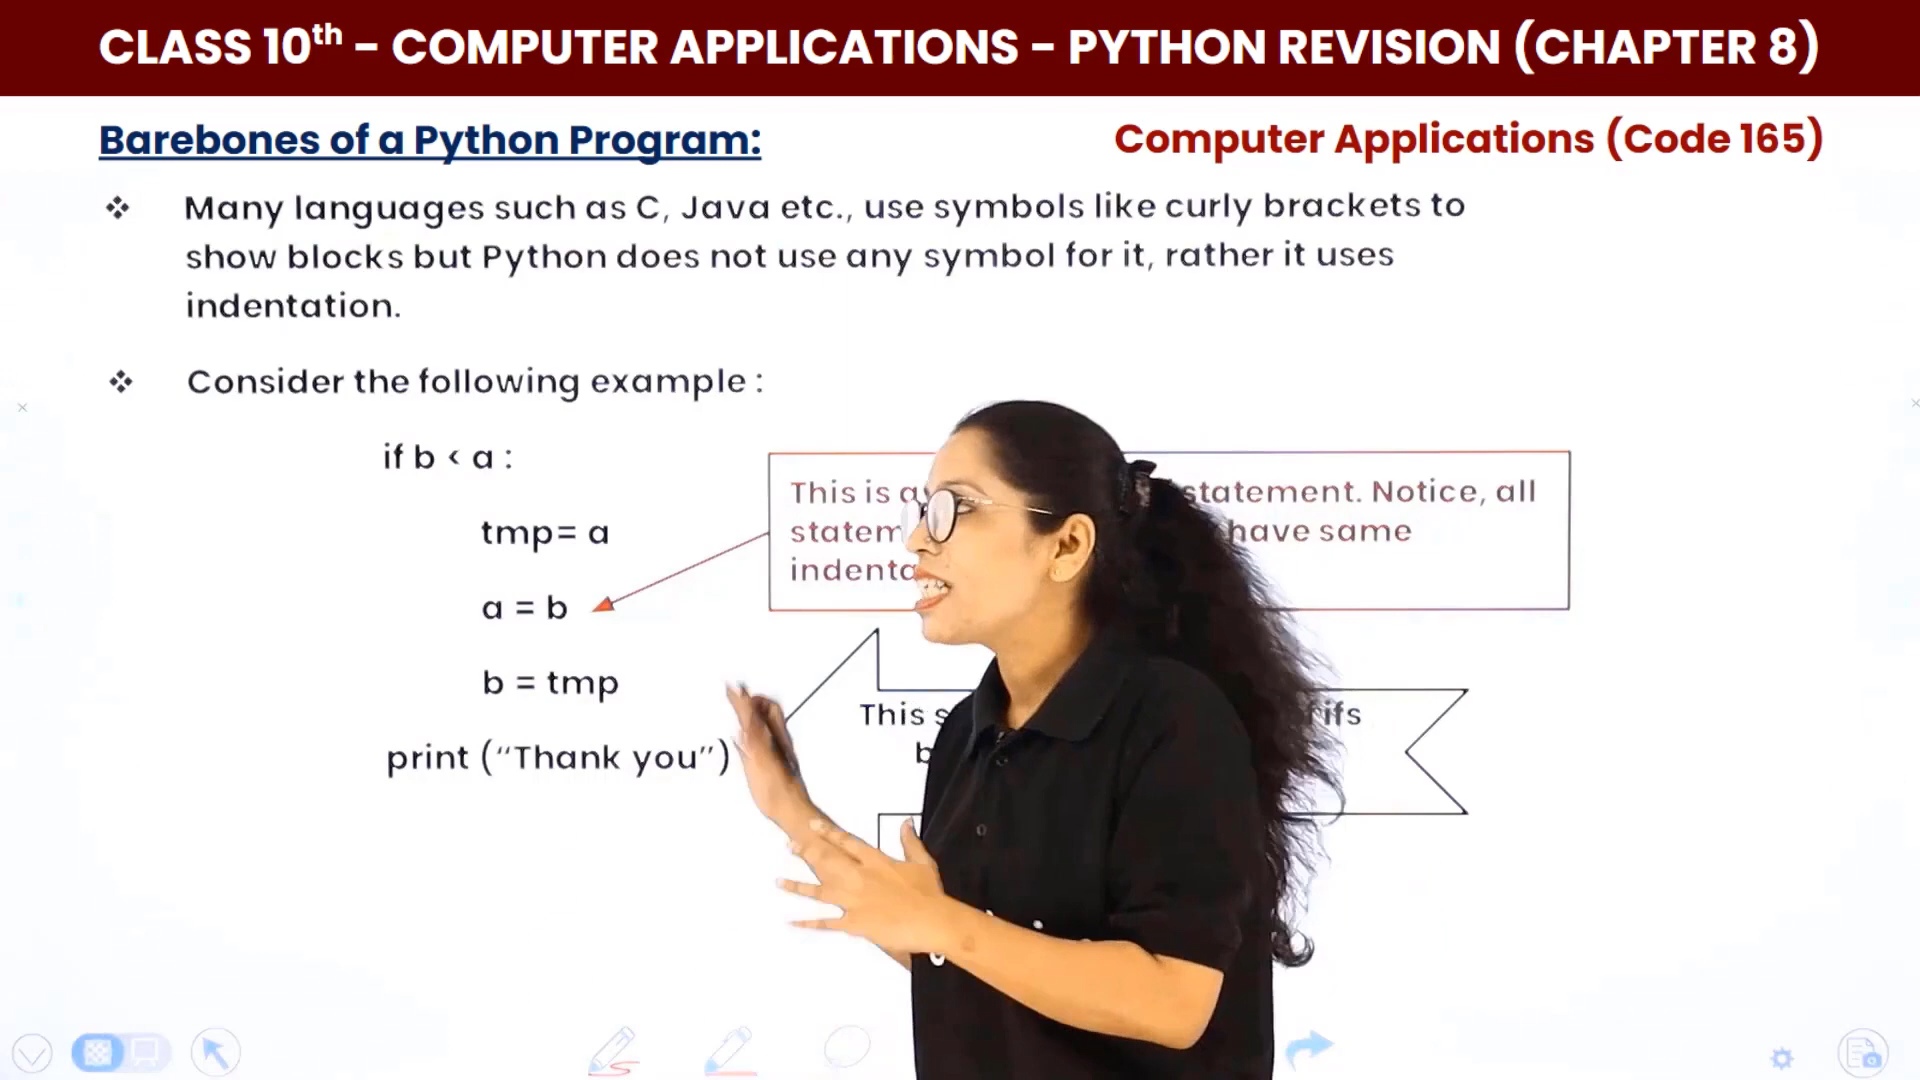 CLASS 10th – COMPUTER APPLICATIONS – PYTHON REVISION (CHAPTER 8)
Barebones of a Python Program:
Computer Applications (Code 165)
Many languages such as C, Java etc., use symbols like curly brackets to
show blocks but Python does not use any symbol for it, rather it uses
indentation.
Consider the following example :
if b < a :
tmp= a
a = b
b = tmp
print (“Thank you”)
This is statement. Notice, all
have same
This